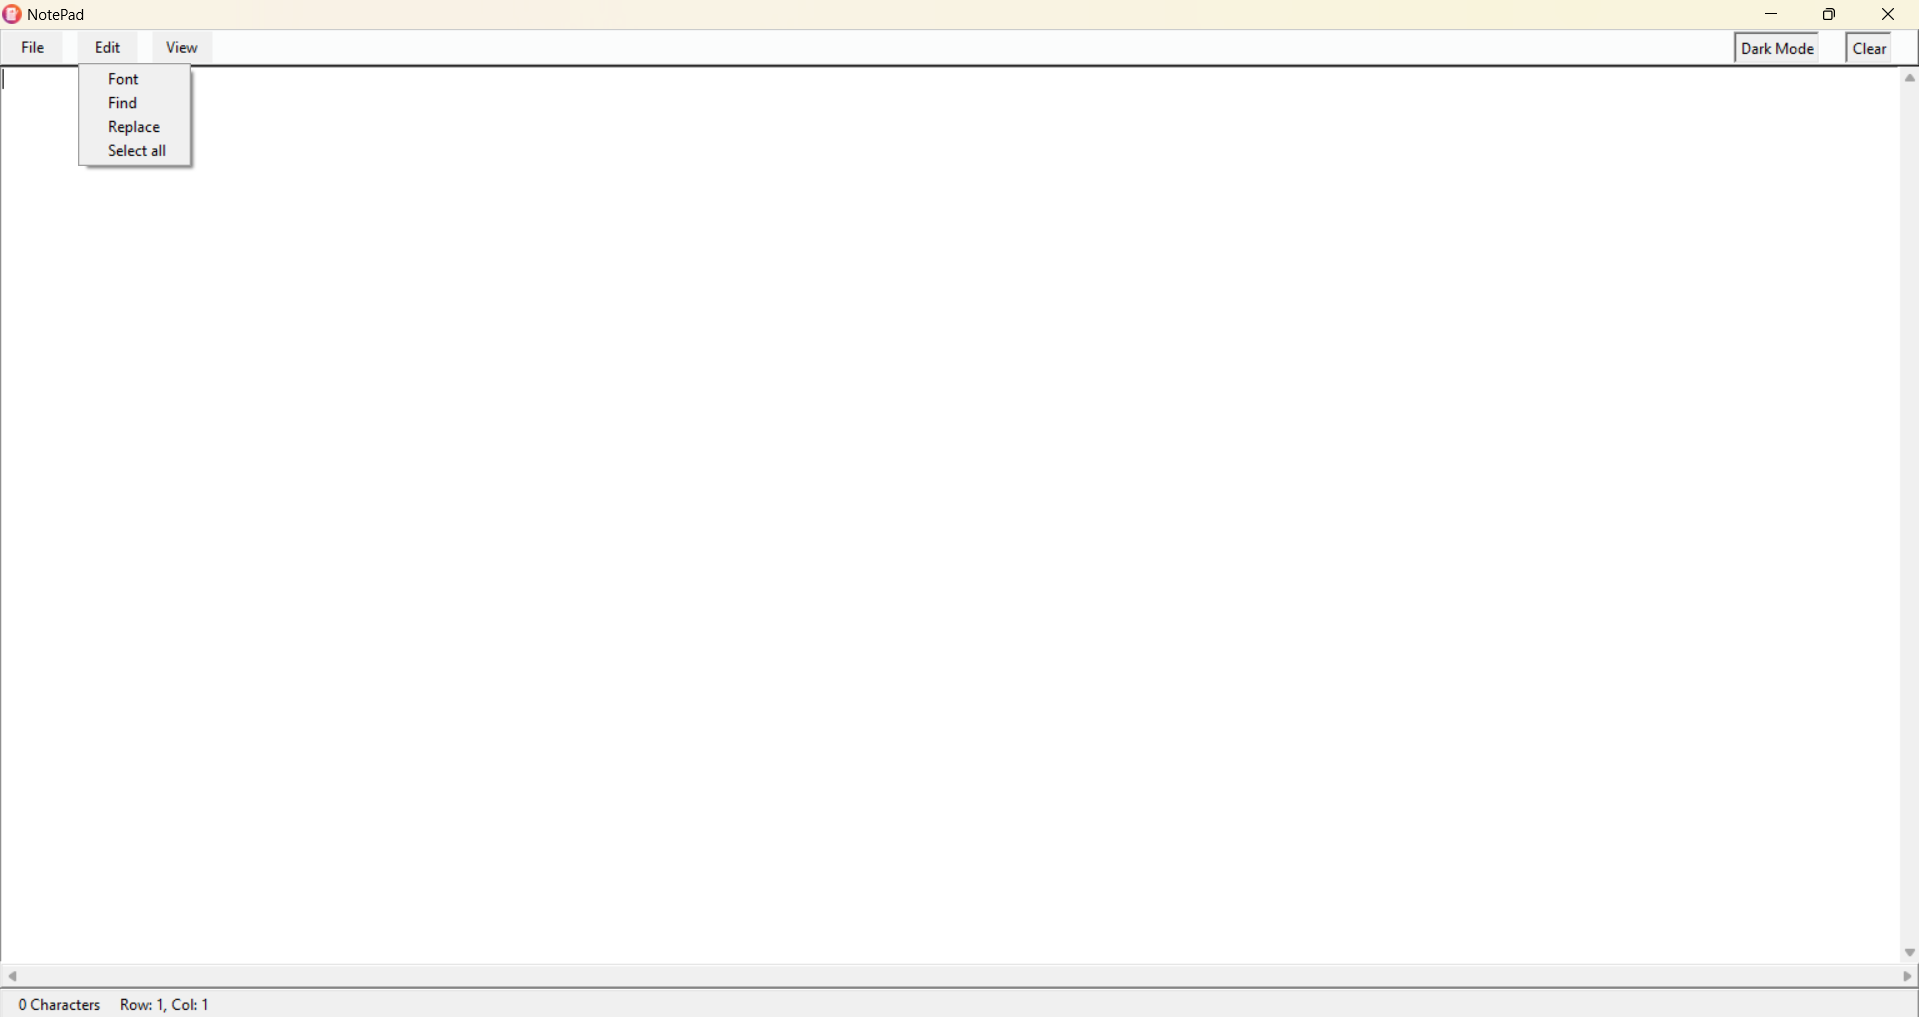 NotePad
File Edit View Dark Mode Clear
Font
Find
Replace
Select all
0 Characters Row: 1, Col: 1